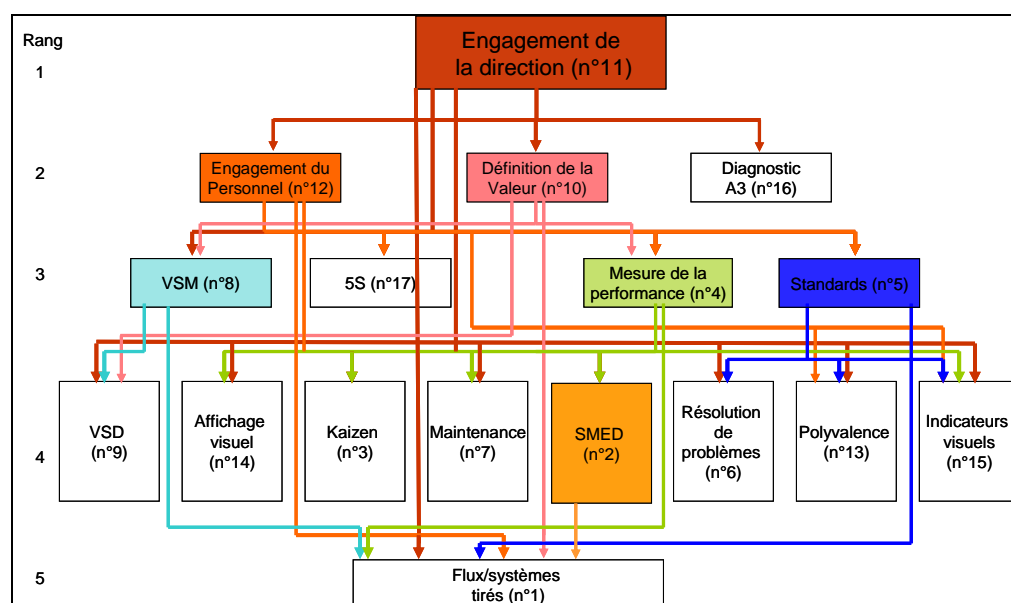 Rang
Engagement de
la direction (n°11)
1
2
Engagement du
Personnel (n°12)
Définition de la
Valeur (n°10)
Diagnostic
A3 (n°16)
3
VSM (n°8)
5S (n°17)
Mesure de la
performance (n°4)
Standards (n°5)
4
VSD
(n°9)
Affichage
visuel
(n°14)
Kaizen
(n°3)
Maintenance
(n°7)
SMED
(n°2)
Résolution
de
problèmes
(n°6)
Polyvalence
(n°13)
Indicateurs
visuels
(n°15)
5
Flux/systèmes
tirés (n°1)